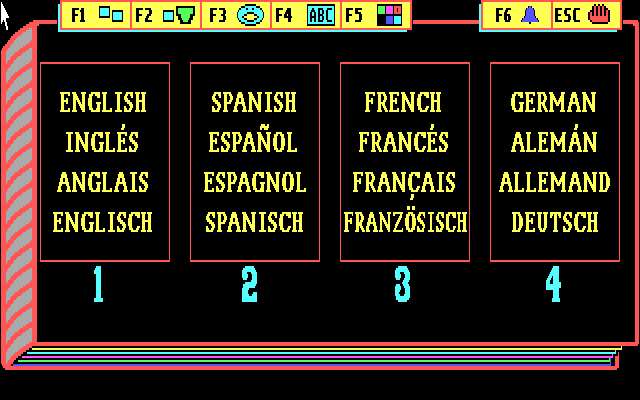 F1 F2 F3 F4 ABC F5 F6 ESC
ENGLISH
INGLÉS
ANGLAIS
ENGLISCH
1
SPANISH
ESPAÑOL
ESPAGNOL
SPANISCH
2
FRENCH
FRANCÉS
FRANÇAIS
FRANZÖSISCH
3
GERMAN
ALEMÁN
ALLEMAND
DEUTSCH
4